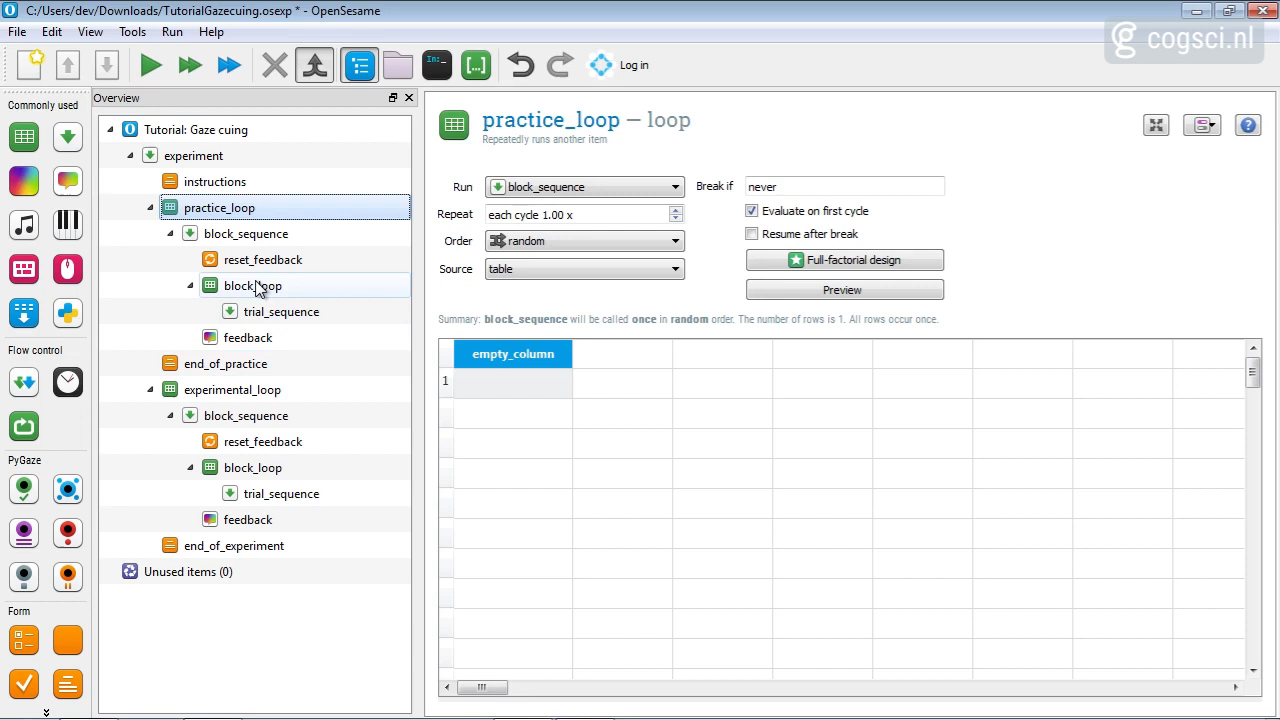 C:/Users/dev/Downloads/TutorialGazecuing.osexp * - OpenSesame
File Edit View Tools Run Help
cogsci.nl
In:_
[...]
Log in
Commonly used
Overview
Tutorial: Gaze cuing
experiment
instructions
practice_loop
block_sequence
reset_feedback
block_loop
trial_sequence
feedback
end_of_practice
experimental_loop
block_sequence
reset_feedback
block_loop
trial_sequence
feedback
end_of_experiment
Unused items (0)
Flow control
PyGaze
Form
practice_loop — loop
Repeatedly runs another item
Run block_sequence Break if never
Repeat each cycle 1.00 x Evaluate on first cycle
Order random Resume after break
Source table Full-factorial design
Preview
Summary: block_sequence will be called once in random order. The number of rows is 1. All rows occur once.
empty_column
1